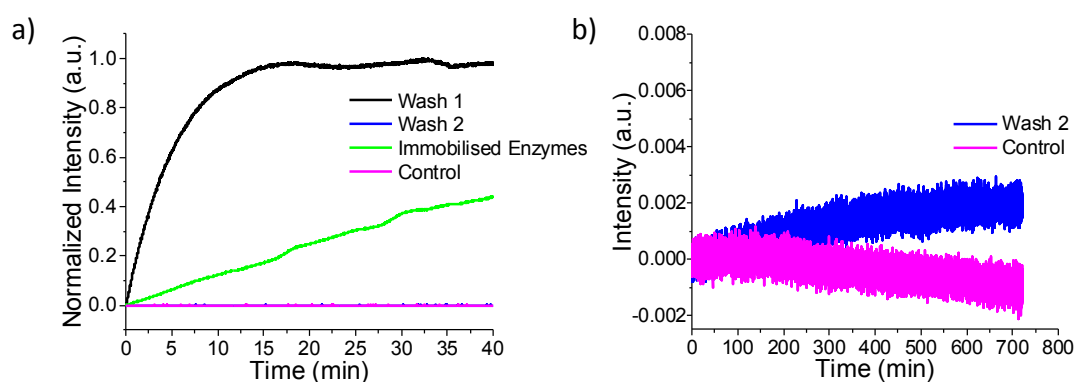 a)
Normalized Intensity (a.u.)
1.0
0.8
0.6
0.4
0.2
0.0
Wash 1
Wash 2
Immobilised Enzymes
Control
0 5 10 15 20 25 30 35 40
Time (min)
b)
Intensity (a.u.)
0.008
0.006
0.004
0.002
0.000
-0.002
Wash 2
Control
0 100 200 300 400 500 600 700 800
Time (min)